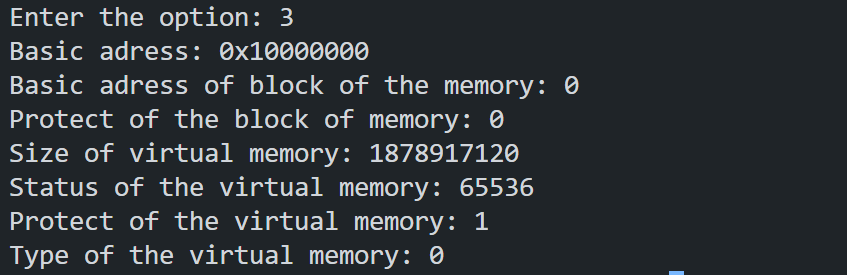 Enter the option: 3
Basic adress: 0x10000000
Basic adress of block of the memory: 0
Protect of the block of memory: 0
Size of virtual memory: 1878917120
Status of the virtual memory: 65536
Protect of the virtual memory: 1
Type of the virtual memory: 0